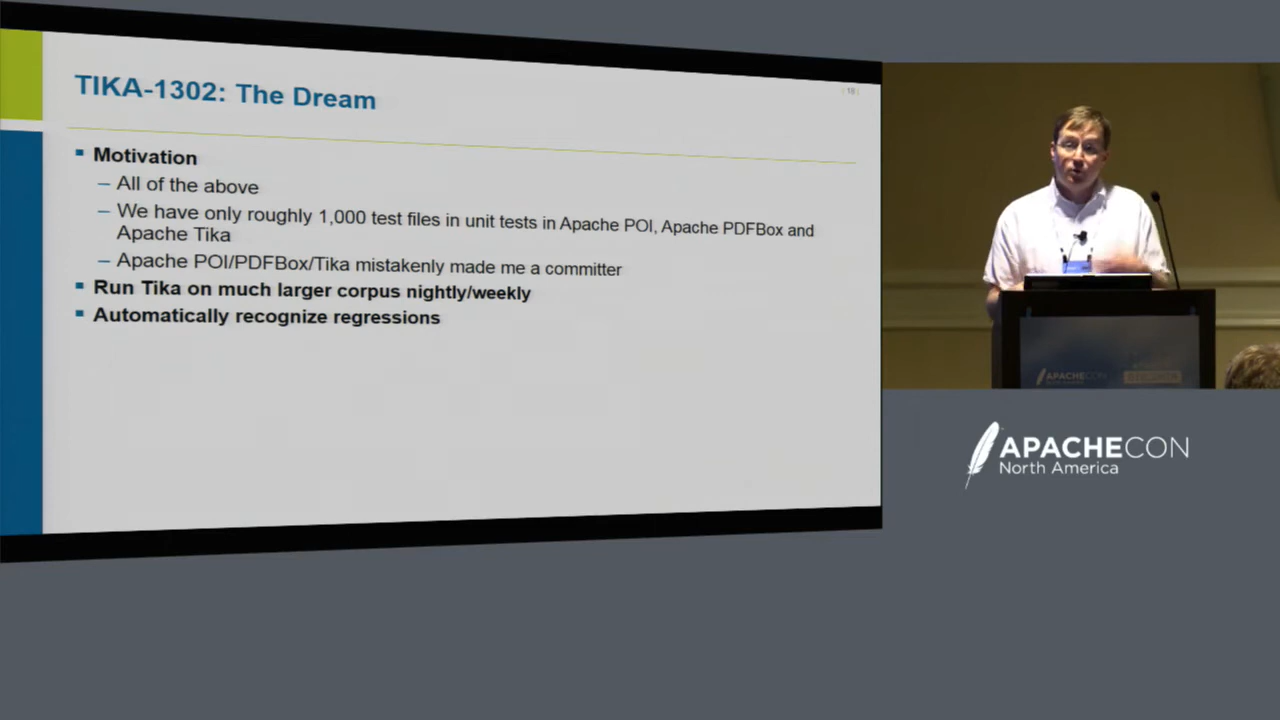 TIKA-1302: The Dream
18
Motivation
– All of the above
– We have only roughly 1,000 test files in unit tests in Apache POI, Apache PDFBox and
Apache Tika
– Apache POI/PDFBox/Tika mistakenly made me a committer
Run Tika on much larger corpus nightly/weekly
Automatically recognize regressions
APACHECON
APACHECON
North America